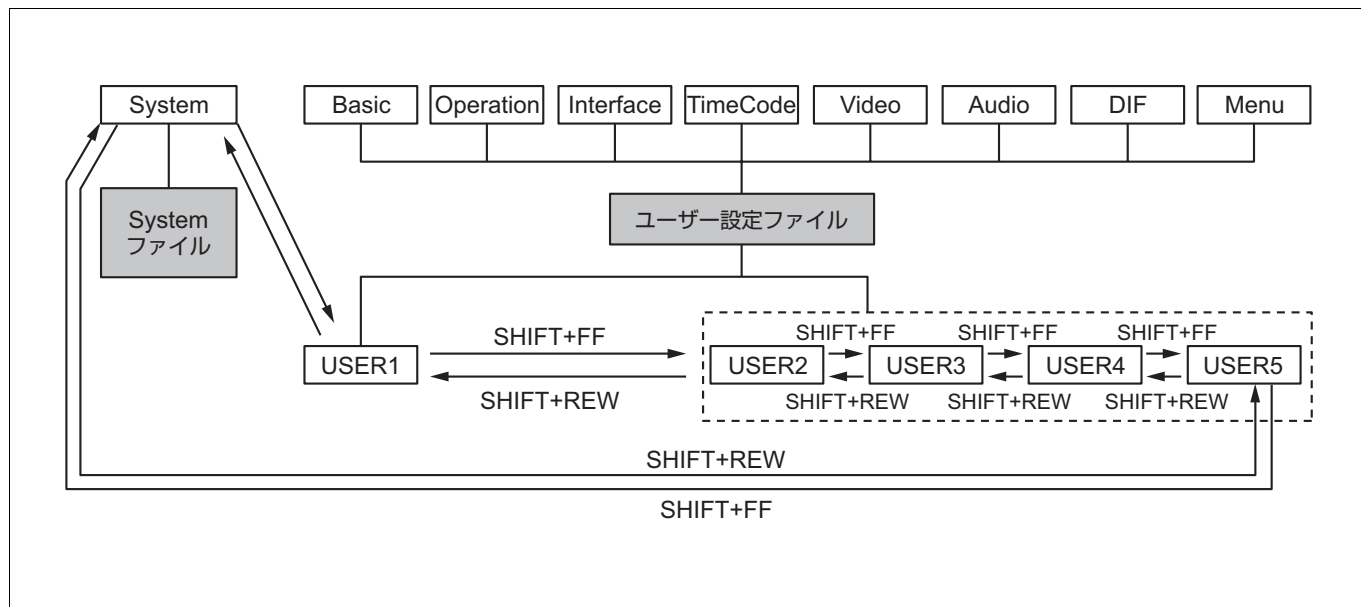 System
Basic
Operation
Interface
TimeCode
Video
Audio
DIF
Menu
System
ファイル
ユーザー設定ファイル
SHIFT+FF
SHIFT+FF
SHIFT+FF
SHIFT+FF
USER1
USER2
USER3
USER4
USER5
SHIFT+REW
SHIFT+REW
SHIFT+REW
SHIFT+REW
SHIFT+REW
SHIFT+FF